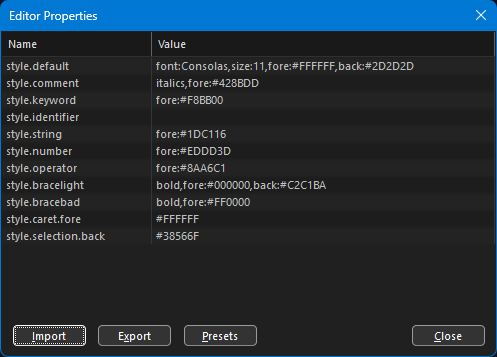 Editor Properties
Name Value
style.default font:Consolas,size:11,fore:#FFFFFF,back:#2D2D2D
style.comment italics,fore:#428BDD
style.keyword fore:#F8BB00
style.identifier
style.string fore:#1DC116
style.number fore:#EDDD3D
style.operator fore:#8AA6C1
style.bracelight bold,fore:#000000,back:#C2C1BA
style.bracebad bold,fore:#FF0000
style.caret.fore #FFFFFF
style.selection.back #38566F
Import Export Presets Close